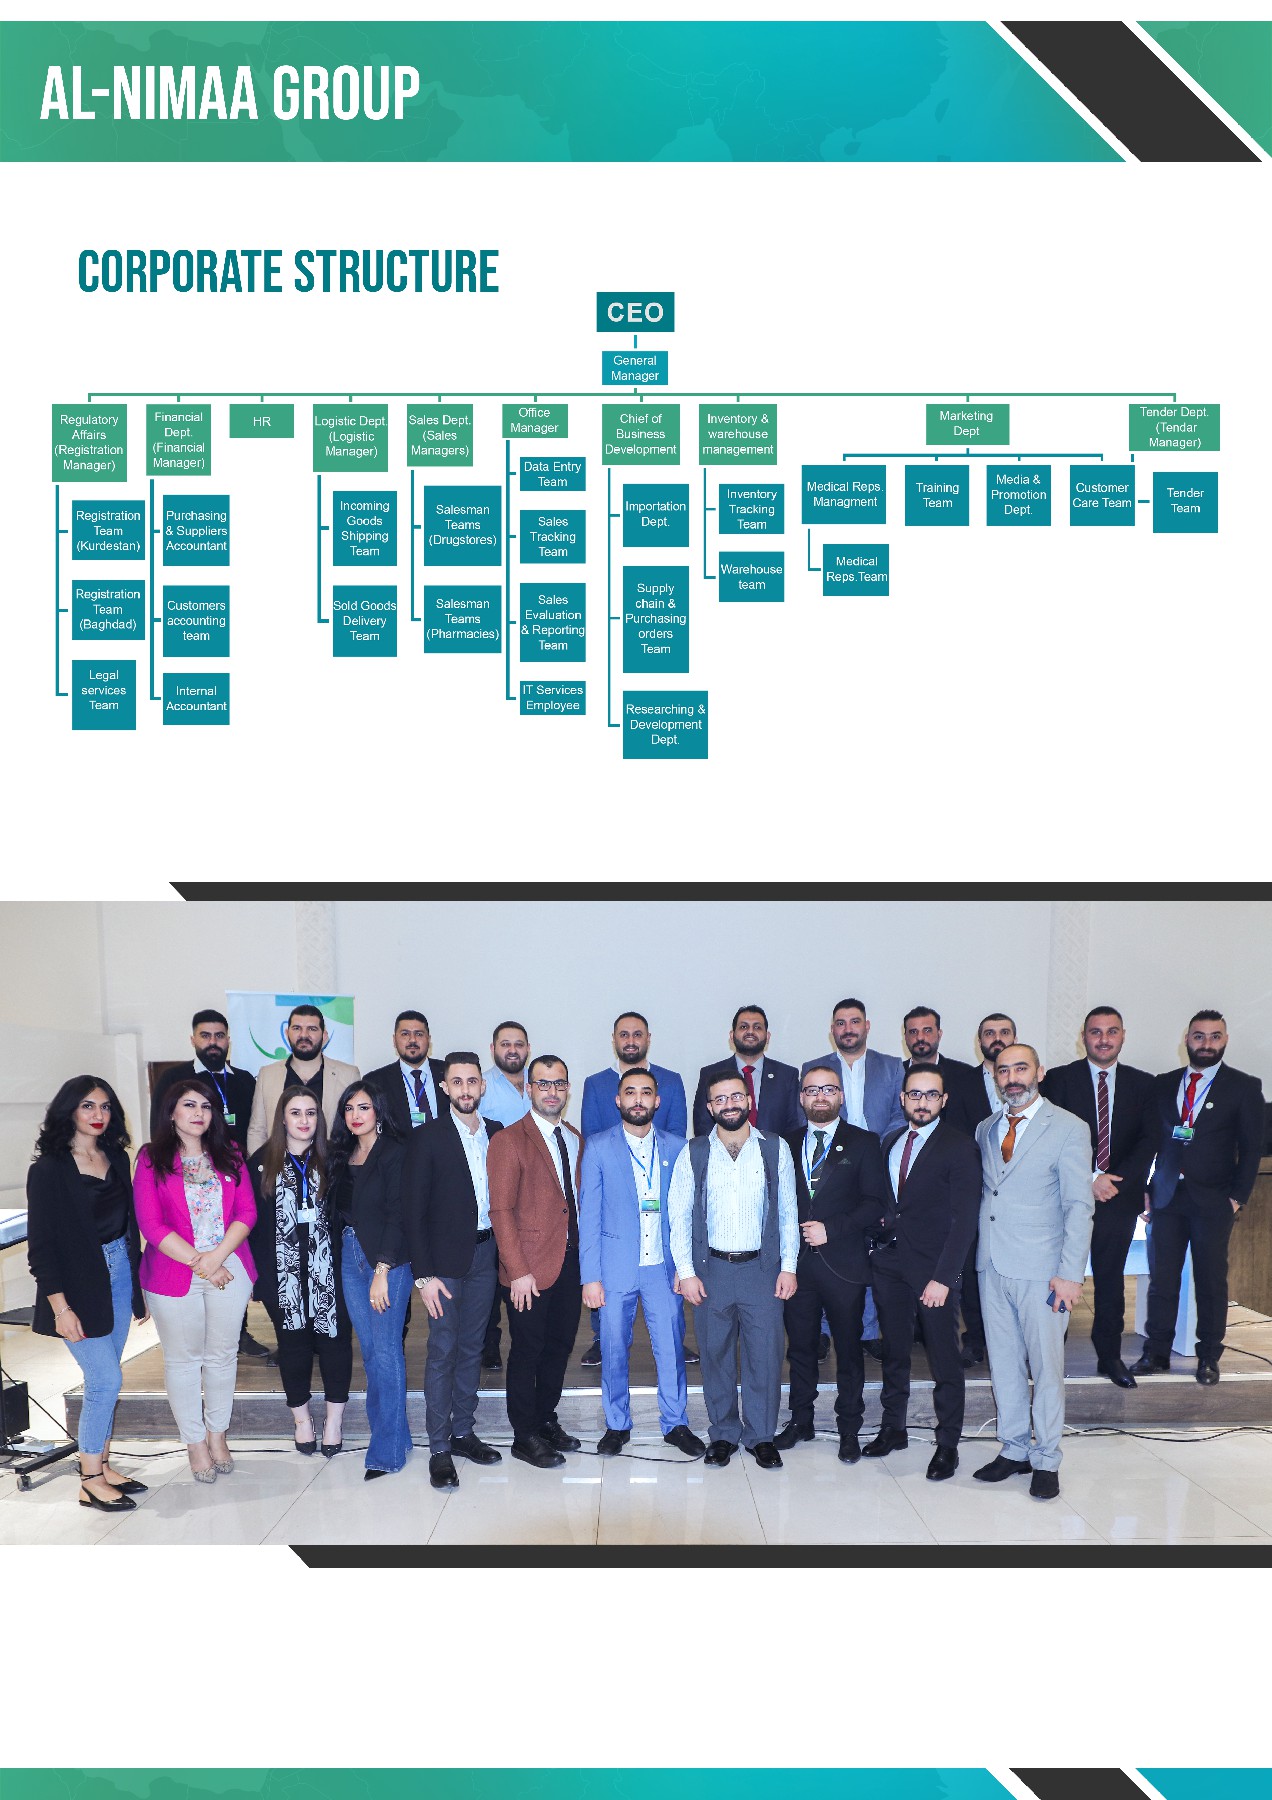 AL-NIMAA GROUP
CORPORATE STRUCTURE
CEO
General
Manager
Regulatory
Affairs
(Registration
Manager)
Registration
Team
(Kurdestan)
Registration
Team
(Baghdad)
Legal
services
Team
Financial
Dept.
(Financial
Manager)
Purchasing
& Suppliers
Accountant
Customers
accounting
team
Internal
Accountant
HR
Logistic Dept.
(Logistic
Manager)
Incoming
Goods
Shipping
Team
Sold Goods
Delivery
Team
Sales Dept.
(Sales
Managers)
Salesman
Teams
(Drugstores)
Salesman
Teams
(Pharmacies)
Office
Manager
Data Entry
Team
Sales
Tracking
Team
Sales
Evaluation
& Reporting
Team
IT Services
Employee
Chief of
Business
Development
Importation
Dept.
Supply
chain &
Purchasing
orders
Team
Researching &
Development
Dept.
Inventory &
warehouse
management
Inventory
Tracking
Team
Warehouse
team
Marketing
Dept
Medical Reps.
Managment
Medical
Reps.Team
Training
Team
Media &
Promotion
Dept.
Customer
Care Team
Tender Dept.
(Tendar
Manager)
Tender
Team